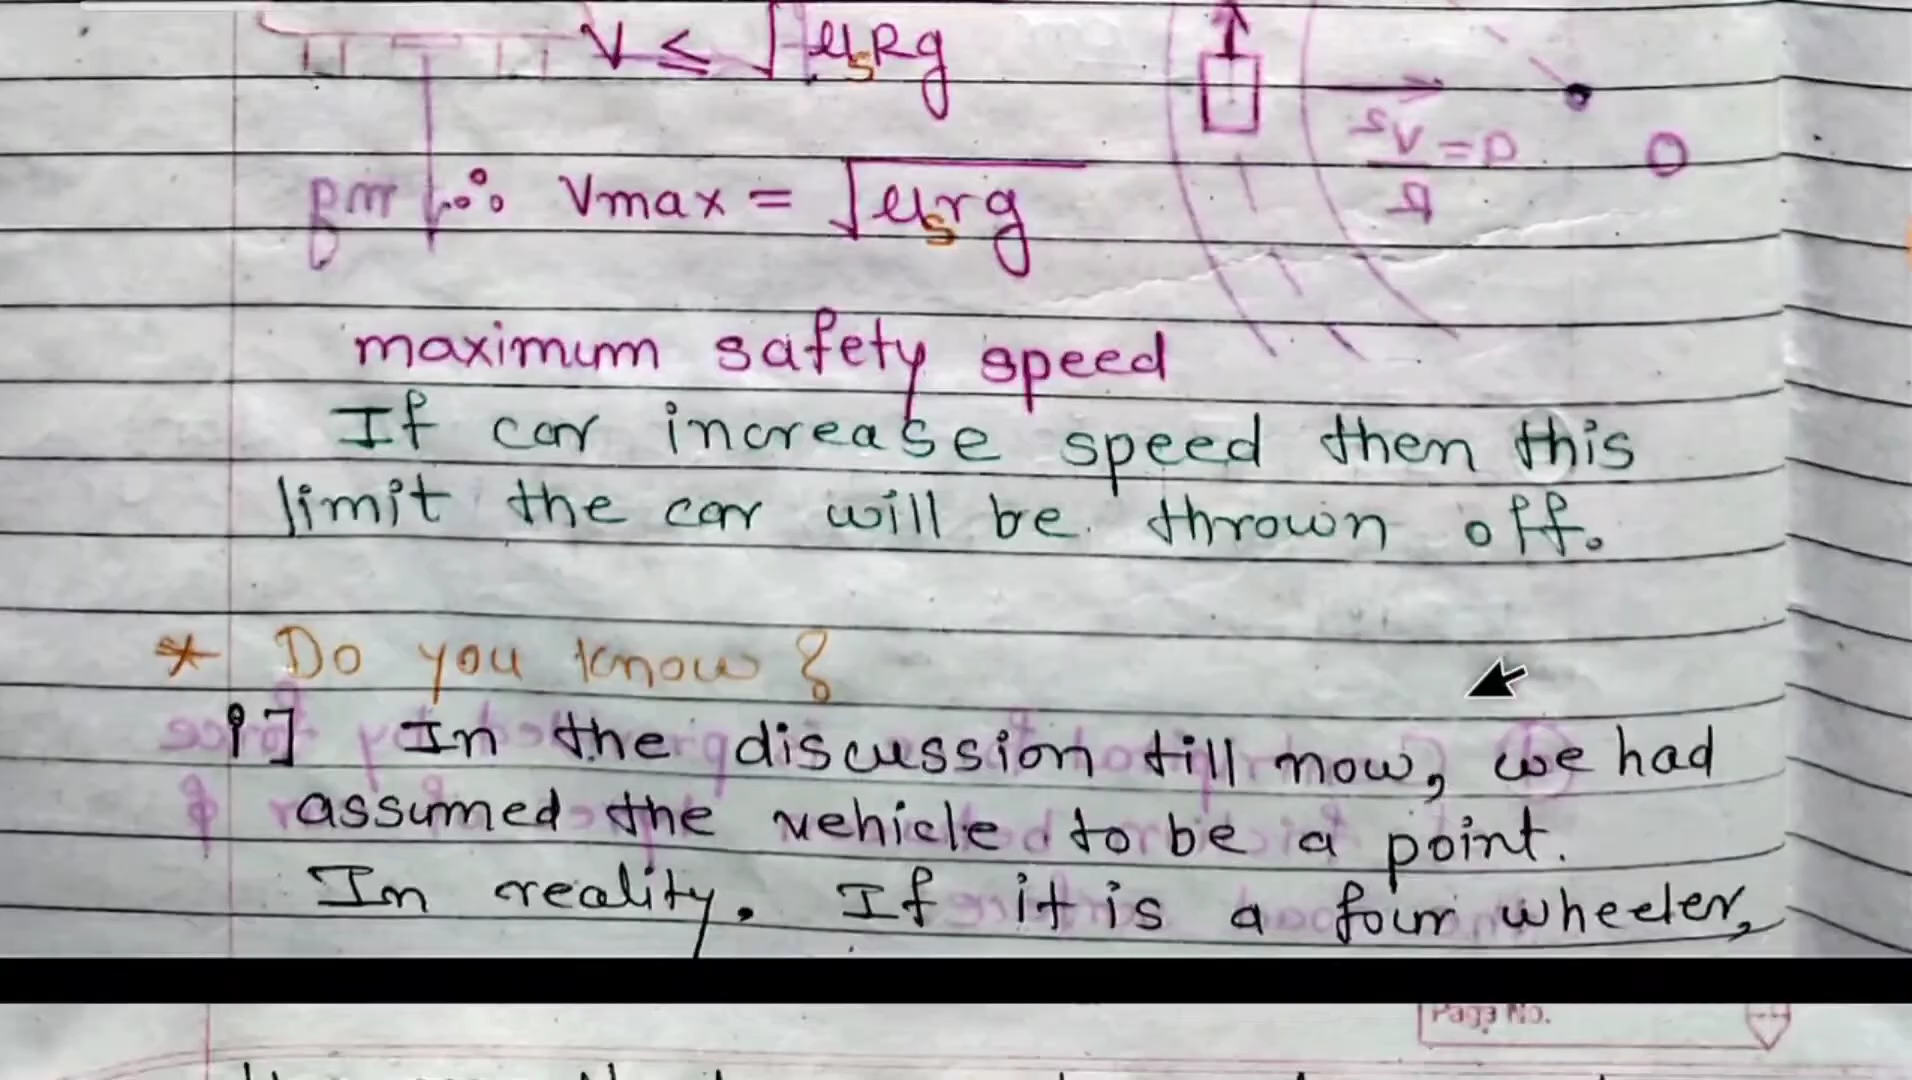 V ≤ √μsRg
∴ Vmax = √μsrg
maximum safety speed
If car increase speed then this
limit the car will be thrown off.
* Do you know ?
i] In the discussion till now, we had
assumed the vehicle to be a point.
In reality. If it is a four wheeler,
Page No.